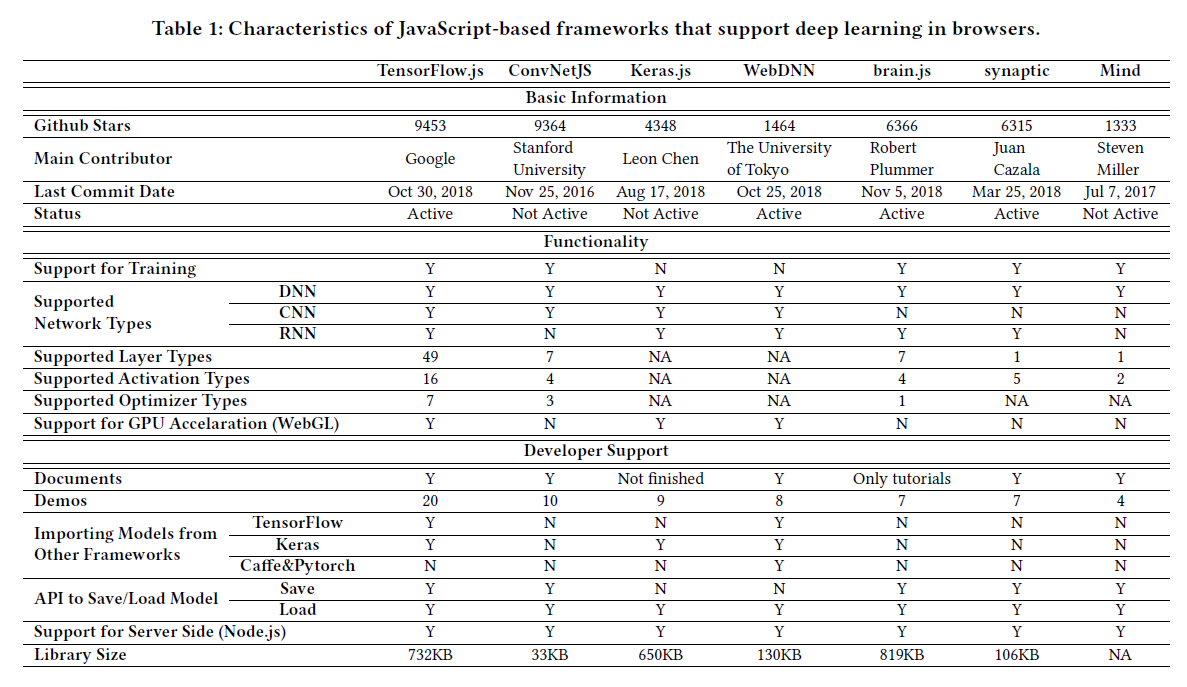 Table 1: Characteristics of JavaScript-based frameworks that support deep learning in browsers.
TensorFlow.js ConvNetJS Keras.js WebDNN brain.js synaptic Mind
Basic Information
Github Stars 9453 9364 4348 1464 6366 6315 1333
Main Contributor Google Stanford University Leon Chen The University of Tokyo Robert Plummer Juan Cazala Steven Miller
Last Commit Date Oct 30, 2018 Nov 25, 2016 Aug 17, 2018 Oct 25, 2018 Nov 5, 2018 Mar 25, 2018 Jul 7, 2017
Status Active Not Active Not Active Active Active Active Not Active
Functionality
Support for Training Y Y N N Y Y Y
Supported Network Types
DNN Y Y Y Y Y Y Y
CNN Y Y Y Y N N N
RNN Y N Y Y Y Y N
Supported Layer Types 49 7 NA NA 7 1 1
Supported Activation Types 16 4 NA NA 4 5 2
Supported Optimizer Types 7 3 NA NA 1 NA NA
Support for GPU Accelaration (WebGL) Y N Y Y N N N
Developer Support
Documents Y Y Not finished Y Only tutorials Y Y
Demos 20 10 9 8 7 7 4
Importing Models from Other Frameworks
TensorFlow Y N N Y N N N
Keras Y N Y Y N N N
Caffe&Pytorch N N N Y N N N
API to Save/Load Model
Save Y Y N N Y Y Y
Load Y Y Y Y Y Y Y
Support for Server Side (Node.js) Y Y Y Y Y Y Y
Library Size 732KB 33KB 650KB 130KB 819KB 106KB NA